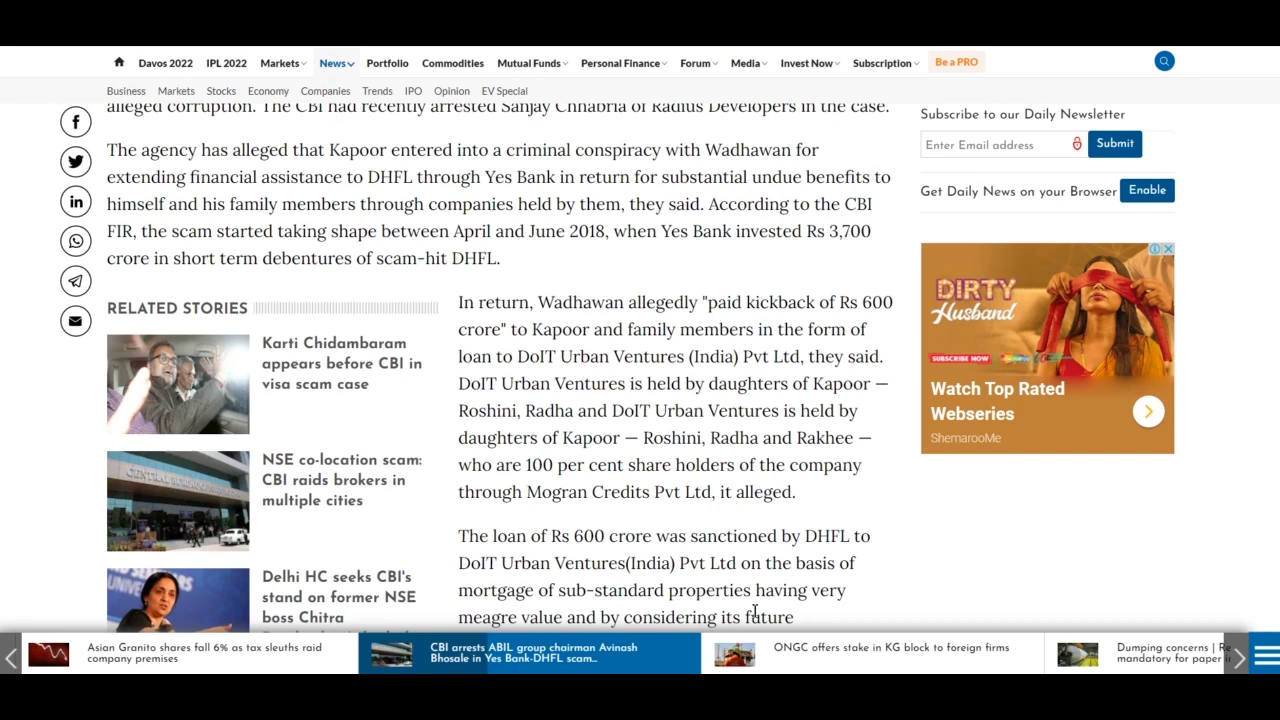 Davos 2022 IPL 2022 Markets News Portfolio Commodities Mutual Funds Personal Finance Forum Media Invest Now Subscription Be a PRO
Business Markets Stocks Economy Companies Trends IPO Opinion EV Special
alleged corruption. The CBI had recently arrested Sanjay Chhabria of Radius Developers in the case.
The agency has alleged that Kapoor entered into a criminal conspiracy with Wadhawan for
extending financial assistance to DHFL through Yes Bank in return for substantial undue benefits to
himself and his family members through companies held by them, they said. According to the CBI
FIR, the scam started taking shape between April and June 2018, when Yes Bank invested Rs 3,700
crore in short term debentures of scam-hit DHFL.
RELATED STORIES
Karti Chidambaram
appears before CBI in
visa scam case
NSE co-location scam:
CBI raids brokers in
multiple cities
Delhi HC seeks CBI's
stand on former NSE
boss Chitra
In return, Wadhawan allegedly "paid kickback of Rs 600
crore" to Kapoor and family members in the form of
loan to DoIT Urban Ventures (India) Pvt Ltd, they said.
DoIT Urban Ventures is held by daughters of Kapoor —
Roshini, Radha and DoIT Urban Ventures is held by
daughters of Kapoor — Roshini, Radha and Rakhee —
who are 100 per cent share holders of the company
through Mogran Credits Pvt Ltd, it alleged.
The loan of Rs 600 crore was sanctioned by DHFL to
DoIT Urban Ventures(India) Pvt Ltd on the basis of
mortgage of sub-standard properties having very
meagre value and by considering its future
Subscribe to our Daily Newsletter
Enter Email address Submit
Get Daily News on your Browser Enable
DIRTY
Husband
SUBSCRIBE NOW
Watch Top Rated
Webseries
ShemarooMe
Asian Granito shares fall 6% as tax sleuths raid
company premises
CBI arrests ABIL group chairman Avinash
Bhosale in Yes Bank-DHFL scam...
ONGC offers stake in KG block to foreign firms
Dumping concerns | Re
mandatory for paper